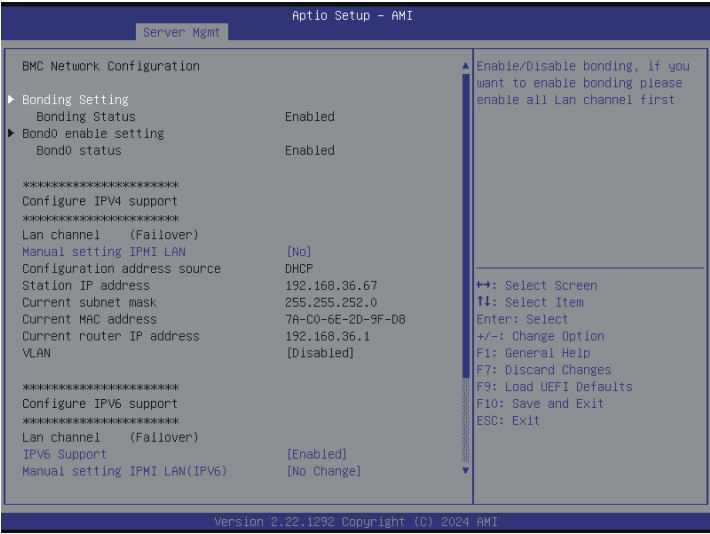 Aptio Setup - AMI
Server Mgmt
BMC Network Configuration
Bonding Setting
Bonding Status Enabled
Bond0 enable setting
Bond0 status Enabled
**********************
Configure IPV4 support
**********************
Lan channel (Failover)
Manual setting IPMI LAN [No]
Configuration address source DHCP
Station IP address 192.168.36.67
Current subnet mask 255.255.252.0
Current MAC address 7A-C0-6E-2D-9F-D8
Current router IP address 192.168.36.1
VLAN [Disabled]
**********************
Configure IPV6 support
**********************
Lan channel (Failover)
IPV6 Support [Enabled]
Manual setting IPMI LAN(IPV6) [No Change]
Enable/Disable bonding, if you
want to enable bonding please
enable all Lan channel first
↔: Select Screen
↑↓: Select Item
Enter: Select
+/-: Change Option
F1: General Help
F7: Discard Changes
F9: Load UEFI Defaults
F10: Save and Exit
ESC: Exit
Version 2.22.1292 Copyright (C) 2024 AMI